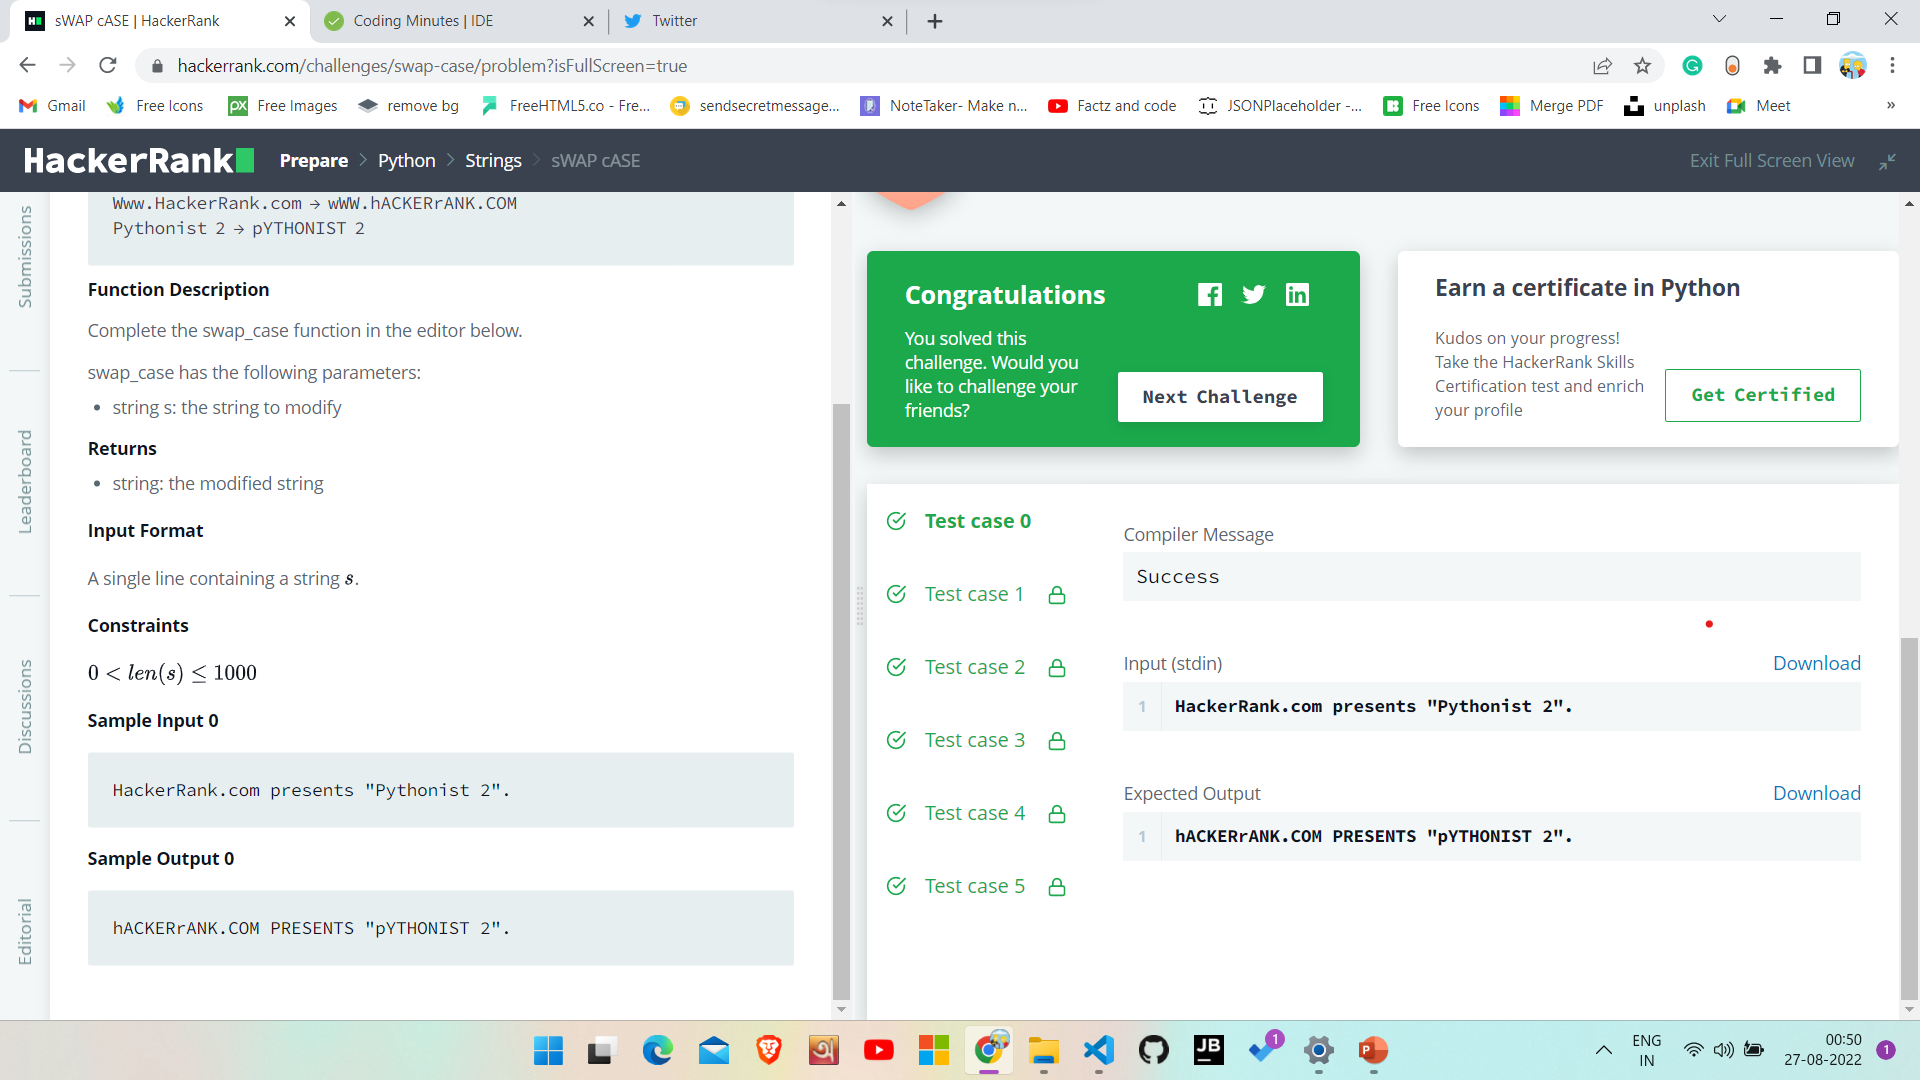 sWAP cASE | HackerRank
Coding Minutes | IDE
Twitter
hackerrank.com/challenges/swap-case/problem?isFullScreen=true
Gmail
Free Icons
PX
Free Images
remove bg
FreeHTML5.co - Fre...
sendsecretmessage...
NoteTaker- Make n...
Factz and code
JSONPlaceholder -...
Free Icons
Merge PDF
unplash
Meet
»
HackerRank
Prepare
Python
Strings
sWAP cASE
Exit Full Screen View
Submissions
Leaderboard
Discussions
Editorial
Www.HackerRank.com → wWW.hACKERrANK.COM
Pythonist 2 → pYTHONIST 2
Function Description
Complete the swap_case function in the editor below.
swap_case has the following parameters:
• string s: the string to modify
Returns
• string: the modified string
Input Format
A single line containing a string s.
Constraints
0 < len(s) ≤ 1000
Sample Input 0
HackerRank.com presents "Pythonist 2".
Sample Output 0
hACKERrANK.COM PRESENTS "pYTHONIST 2".
Congratulations
You solved this
challenge. Would you
like to challenge your
friends?
Next Challenge
Earn a certificate in Python
Kudos on your progress!
Take the HackerRank Skills
Certification test and enrich
your profile
Get Certified
Test case 0
Test case 1
Test case 2
Test case 3
Test case 4
Test case 5
Compiler Message
Success
Input (stdin)
Download
1 HackerRank.com presents "Pythonist 2".
Expected Output
Download
1 hACKERrANK.COM PRESENTS "pYTHONIST 2".
JB
1
ENG
IN
00:50
27-08-2022
1